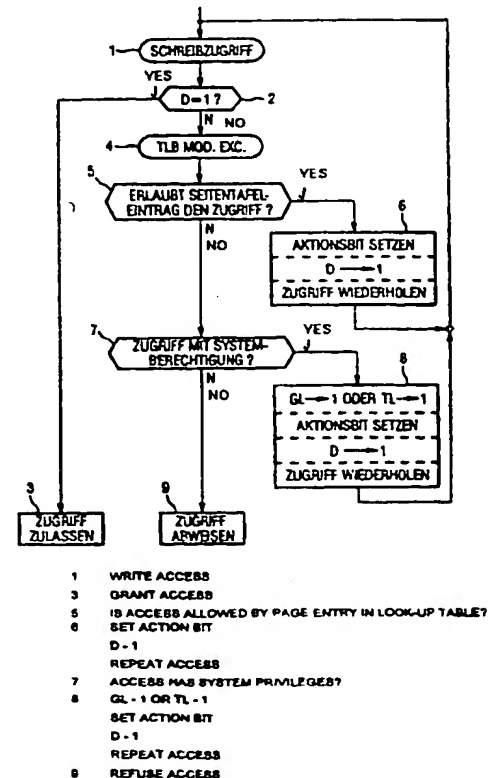 1
SCHREIBZUGRIFF
YES
D=1 ?
2
N NO
4
TLB MOD. EXC.
5
YES
ERLAUBT SEITENTAFEL-
EINTRAG DEN ZUGRIFF ?
N
NO
6
AKTIONSBIT SETZEN
D → 1
ZUGRIFF WIEDERHOLEN
7
ZUGRIFF MIT SYSTEM-
BERECHTIGUNG ?
YES
N
NO
8
GL → 1 ODER TL → 1
AKTIONSBIT SETZEN
D → 1
ZUGRIFF WIEDERHOLEN
3
ZUGRIFF
ZULASSEN
9
ZUGRIFF
ABWEISEN
1 WRITE ACCESS
3 GRANT ACCESS
5 IS ACCESS ALLOWED BY PAGE ENTRY IN LOOK-UP TABLE?
6 SET ACTION BIT
D - 1
REPEAT ACCESS
7 ACCESS HAS SYSTEM PRIVILEGES?
8 GL - 1 OR TL - 1
SET ACTION BIT
D - 1
REPEAT ACCESS
9 REFUSE ACCESS